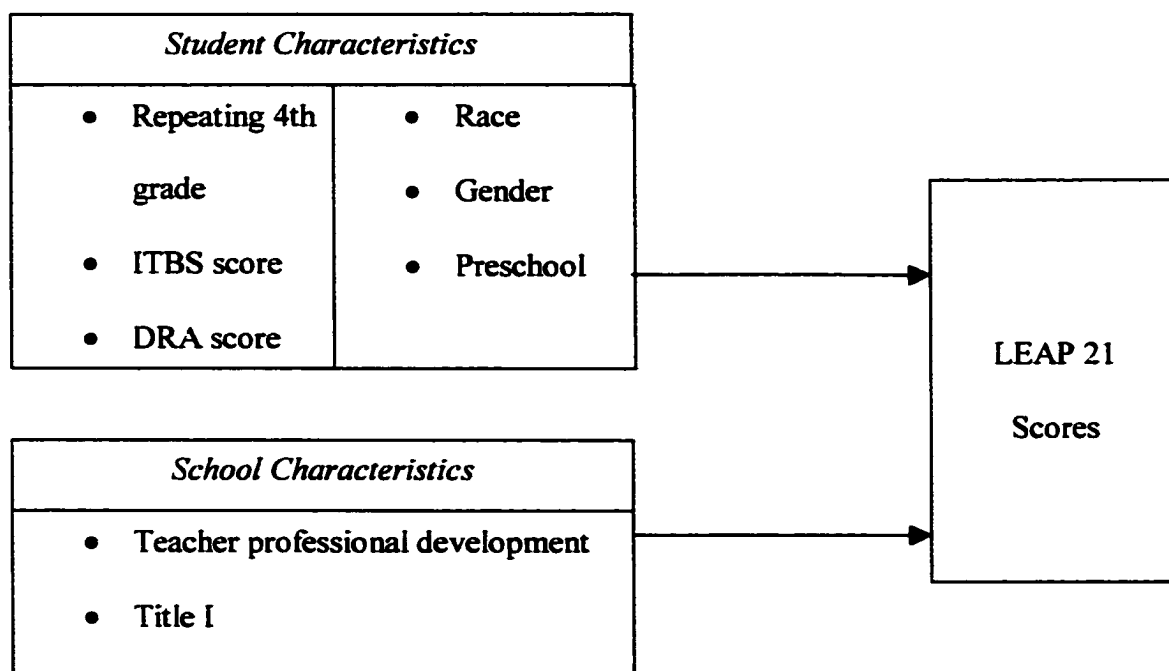 Student Characteristics
• Repeating 4th
grade
• ITBS score
• DRA score
• Race
• Gender
• Preschool
LEAP 21
Scores
School Characteristics
• Teacher professional development
• Title I